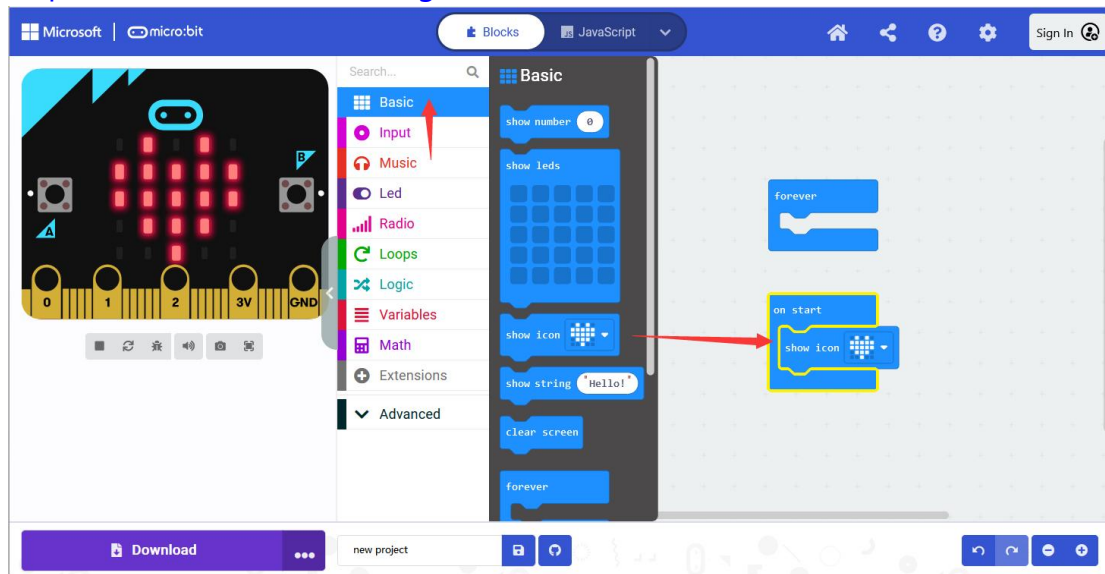 Microsoft micro:bit Blocks JavaScript Sign In
Search...
Basic
Input
Music
Led
Radio
Loops
Logic
Variables
Math
Extensions
Advanced
Basic
show number 0
show leds
show icon
show string "Hello!"
clear screen
forever
forever
on start
show icon
B
A
0 1 2 3V GND
Download
new project